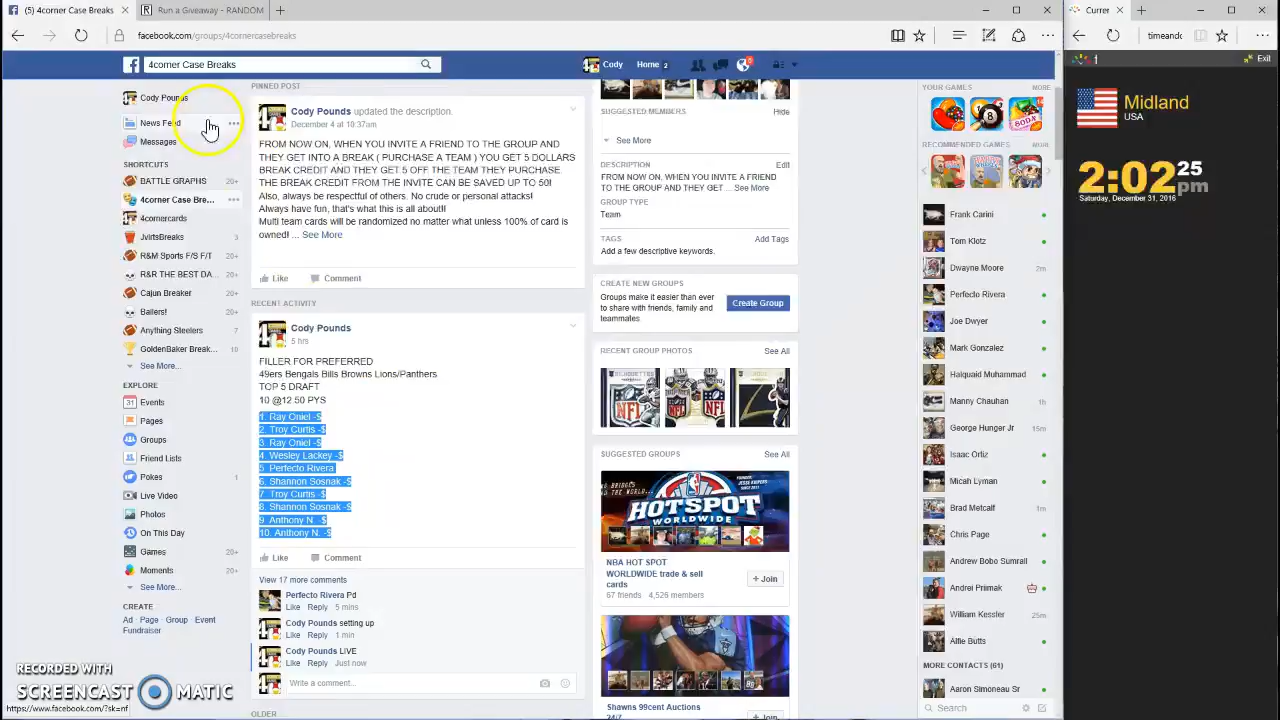 (5) 4corner Case Breaks
Run a Giveaway - RANDOM
Curren
facebook.com/groups/4cornercasebreaks
timeandc
4corner Case Breaks
Cody
Home 2
Exit
Cody Pounds
News Feed
Messages
SHORTCUTS
BATTLE GRAPHS 20+
4corner Case Bre...
4cornercards
JvirtsBreaks 3
R&M Sports F/S F/T 20+
R&R THE BEST DA... 20+
Cajun Breaker 20+
Ballers! 20+
Anything Steelers 7
GoldenBaker Break... 10
See More...
EXPLORE
Events
Pages
Groups
Friend Lists
Pokes 1
Live Video
Photos
On This Day
Games 20+
Moments 20+
See More...
CREATE
Ad · Page · Group · Event
Fundraiser
RECORDED WITH
SCREENCAST MATIC
https://www.facebook.com/?sk=nf
PINNED POST
Cody Pounds updated the description.
December 4 at 10:37am
FROM NOW ON, WHEN YOU INVITE A FRIEND TO THE GROUP AND
THEY GET INTO A BREAK ( PURCHASE A TEAM ) YOU GET 5 DOLLARS
BREAK CREDIT AND THEY GET 5 OFF THE TEAM THEY PURCHASE.
THE BREAK CREDIT FROM THE INVITE CAN BE SAVED UP TO 50!
Also, always be respectful of others. No crude or personal attacks!
Always have fun, that's what this is all about!!
Multi team cards will be randomized no matter what unless 100% of card is
owned! ... See More
Like Comment
RECENT ACTIVITY
Cody Pounds
5 hrs
FILLER FOR PREFERRED
49ers Bengals Bills Browns Lions/Panthers
TOP 5 DRAFT
10 @12.50 PYS
1. Ray Oniel -$
2. Troy Curtis -$
3. Ray Oniel -$
4. Wesley Lackey -$
5. Perfecto Rivera
6. Shannon Sosnak -$
7. Troy Curtis -$
8. Shannon Sosnak -$
9. Anthony N. -$
10. Anthony N. -$
Like Comment
View 17 more comments
Perfecto Rivera Pd
Like Reply 5 mins
Cody Pounds setting up
Like Reply 1 min
Cody Pounds LIVE
Like Reply Just now
Write a comment...
OLDER
SUGGESTED MEMBERS Hide
See More
DESCRIPTION Edit
FROM NOW ON, WHEN YOU INVITE A FRIEND
TO THE GROUP AND THEY GET ... See More
GROUP TYPE
Team
TAGS Add Tags
Add a few descriptive keywords.
CREATE NEW GROUPS
Groups make it easier than ever
to share with friends, family and
teammates.
Create Group
RECENT GROUP PHOTOS See All
SUGGESTED GROUPS See All
HOTSPOT
WORLDWIDE
NBA HOT SPOT
WORLDWIDE trade & sell
cards
67 friends · 4,526 members
+ Join
Shawns 99cent Auctions
24/7
+ Join
YOUR GAMES MORE
RECOMMENDED GAMES MORE
Frank Carini
Tom Klotz
Dwayne Moore 2m
Perfecto Rivera
Joe Dwyer
Mark Gonzalez
Halquaid Muhammad
Manny Chauhan 1h
George Hunger Jr 15m
Isaac Ortiz
Micah Lyman
Brad Metcalf 1m
Chris Page
Andrew Bobo Sumrall
Andrei Priimak
William Kessler 25m
Alfie Butts
MORE CONTACTS (61)
Aaron Simoneau Sr
Search
Midland
USA
2:02 25
pm
Saturday, December 31, 2016